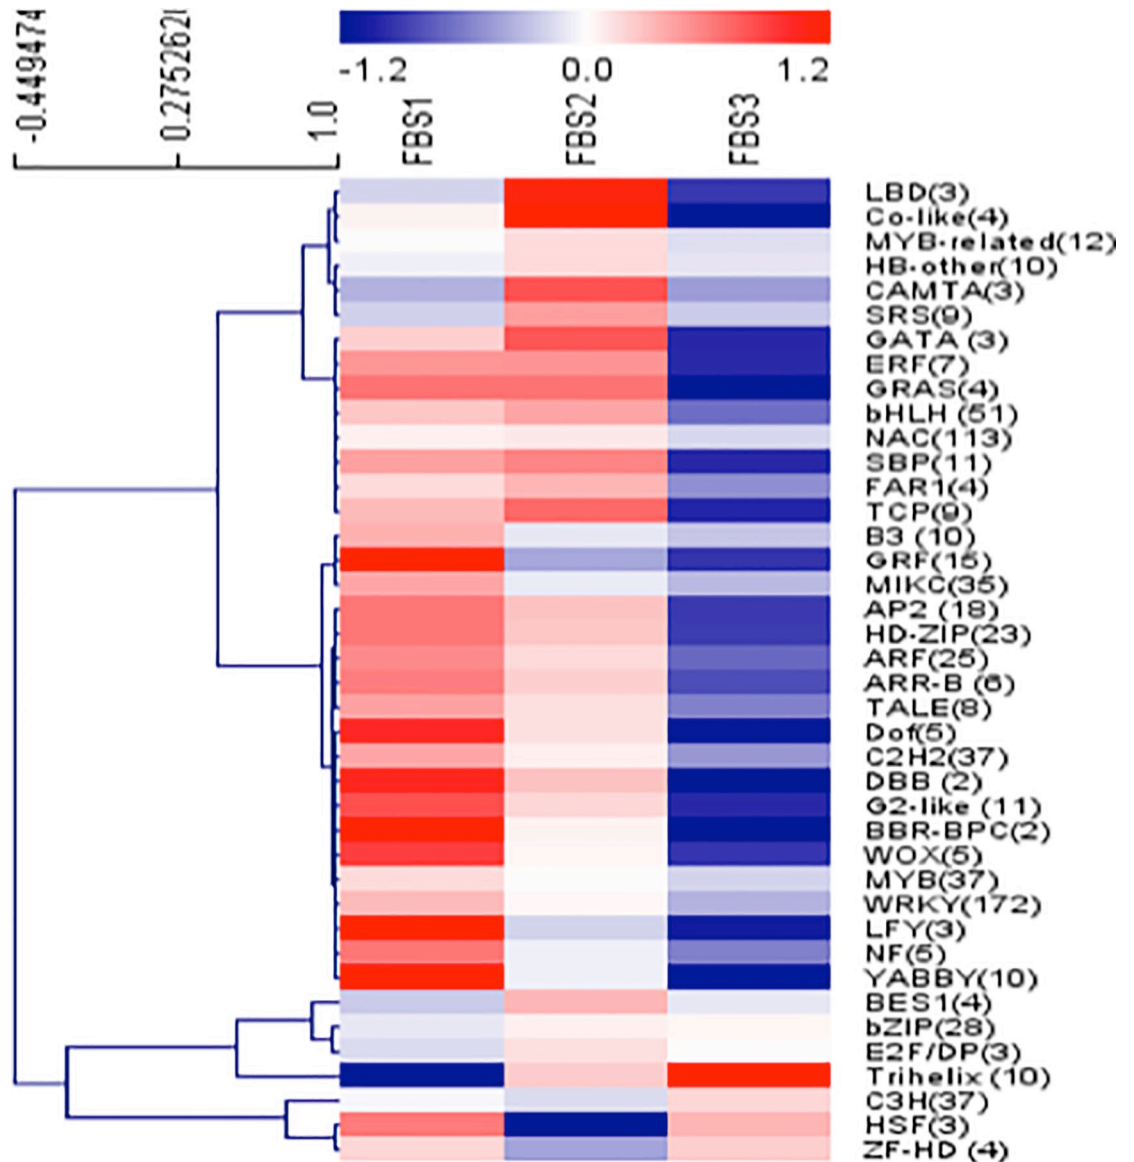 -0.449474
0.2752620
1.0
-1.2 0.0 1.2
FBS1 FBS2 FBS3
LBD(3)
Co-like(4)
MYB-related(12)
HB-other(10)
CAMTA(3)
SRS(9)
GATA (3)
ERF(7)
GRAS(4)
bHLH (51)
NAC(113)
SBP(11)
FAR1(4)
TCP(9)
B3 (10)
GRF(15)
MIKC(35)
AP2 (18)
HD-ZIP(23)
ARF(25)
ARR-B (6)
TALE(8)
Dof(5)
C2H2(37)
DBB (2)
G2-like (11)
BBR-BPC(2)
WOX(5)
MYB(37)
WRKY(172)
LFY(3)
NF(5)
YABBY(10)
BES1(4)
bZIP(28)
E2F/DP(3)
Trihelix (10)
C3H(37)
HSF(3)
ZF-HD (4)